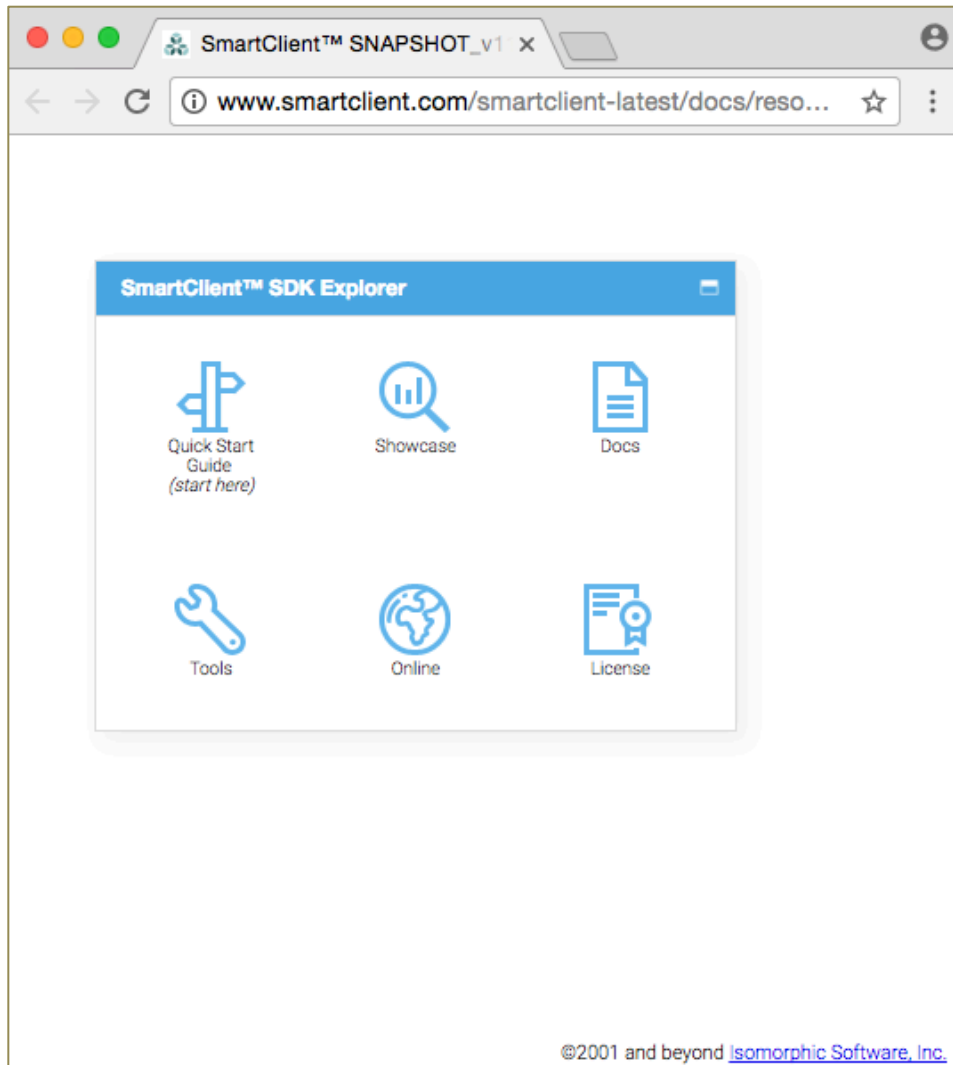 SmartClient™ SNAPSHOT_v1
www.smartclient.com/smartclient-latest/docs/reso...
SmartClient™ SDK Explorer
Quick Start
Guide
(start here)
Showcase
Docs
Tools
Online
License
©2001 and beyond Isomorphic Software, Inc.